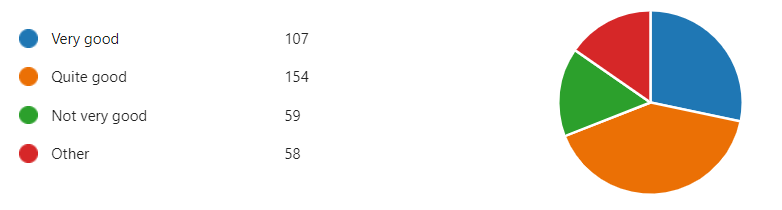 Very good 107
Quite good 154
Not very good 59
Other 58